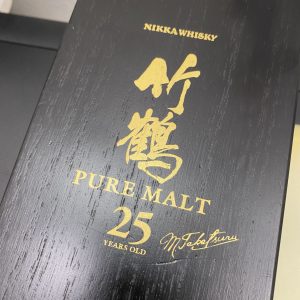 NIKKA WHISKY
竹
鶴
PURE MALT
25
YEARS OLD
M. Taketsuru